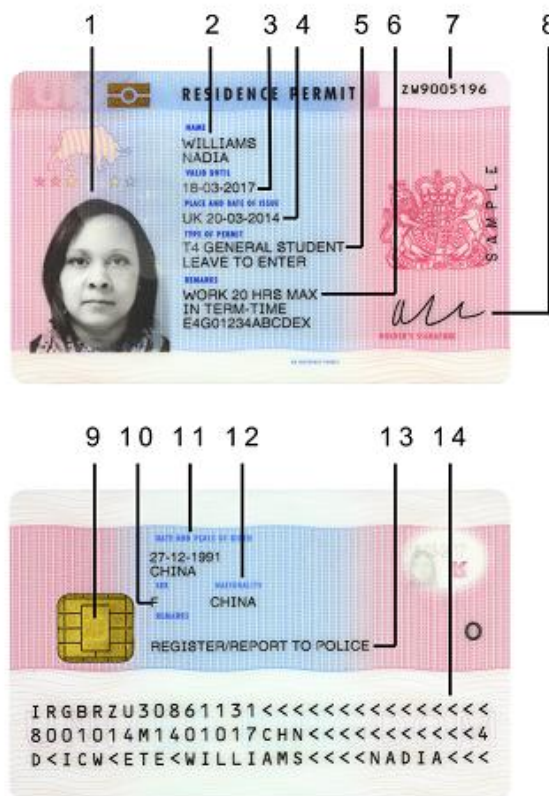 1 2 3 4 5 6 7 8
RESIDENCE PERMIT
ZW9005196
NAME
WILLIAMS
NADIA
VALID UNTIL
18-03-2017
PLACE AND DATE OF ISSUE
UK 20-03-2014
TYPE OF PERMIT
T4 GENERAL STUDENT
LEAVE TO ENTER
REMARKS
WORK 20 HRS MAX
IN TERM-TIME
E4G01234ABCDEX
SAMPLE
HOLDER'S SIGNATURE
9 10 11 12 13 14
DATE AND PLACE OF BIRTH
27-12-1991
CHINA
SEX NATIONALITY
F CHINA
REMARKS
REGISTER/REPORT TO POLICE
O
IRGBRZU30861131<<<<<<<<<<<<<<<
8001014M1401017CHN<<<<<<<<<<<4
D<ICW<ETE<WILLIAMS<<<<NADIA<<<